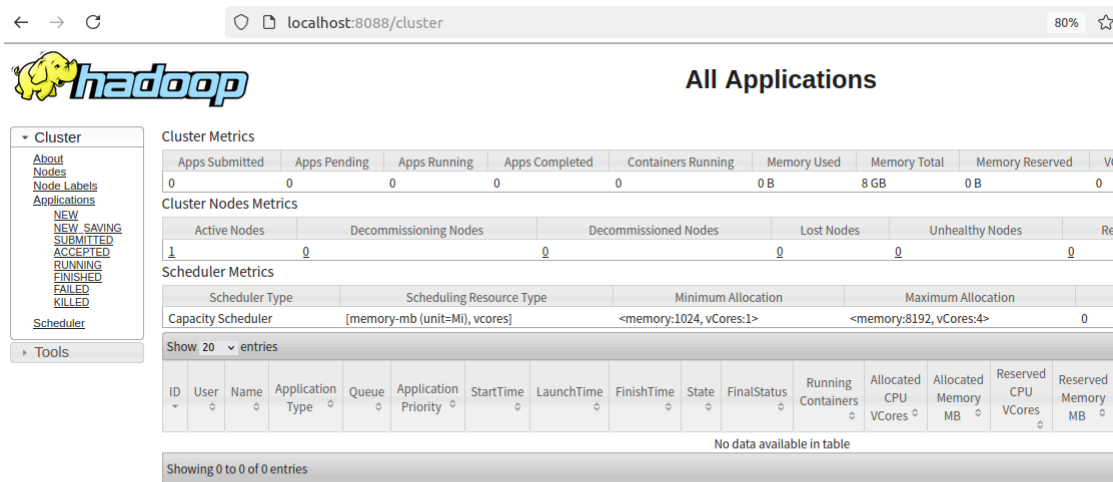 localhost:8088/cluster 80%
hadoop
All Applications
Cluster
About
Nodes
Node Labels
Applications
NEW
NEW_SAVING
SUBMITTED
ACCEPTED
RUNNING
FINISHED
FAILED
KILLED
Scheduler
Tools
Cluster Metrics
Apps Submitted Apps Pending Apps Running Apps Completed Containers Running Memory Used Memory Total Memory Reserved
0 0 0 0 0 0 B 8 GB 0 B 0
Cluster Nodes Metrics
Active Nodes Decommissioning Nodes Decommissioned Nodes Lost Nodes Unhealthy Nodes Re
1 0 0 0 0 0
Scheduler Metrics
Scheduler Type Scheduling Resource Type Minimum Allocation Maximum Allocation
Capacity Scheduler [memory-mb (unit=Mi), vcores] <memory:1024, vCores:1> <memory:8192, vCores:4> 0
Show 20 entries
ID User Name Application Type Queue Application Priority StartTime LaunchTime FinishTime State FinalStatus Running Containers Allocated CPU VCores Allocated Memory MB Reserved CPU VCores Reserved Memory MB
No data available in table
Showing 0 to 0 of 0 entries